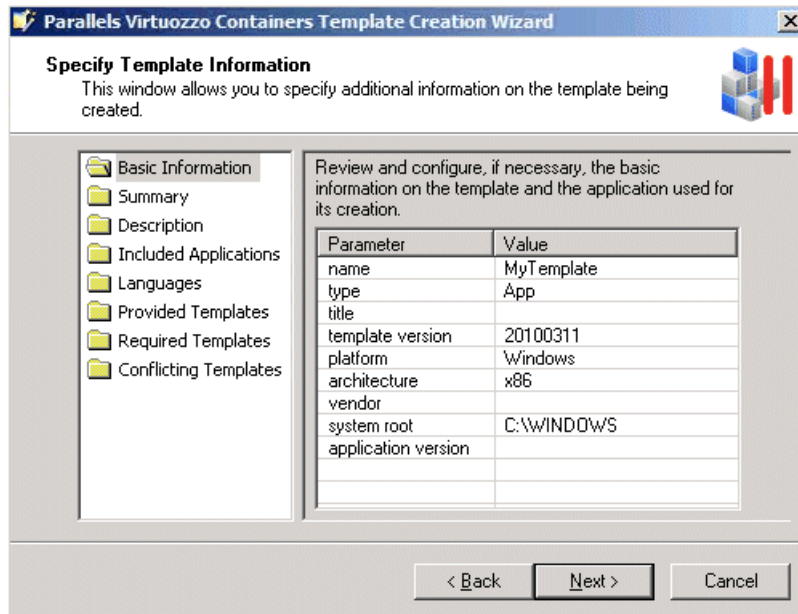 Parallels Virtuozzo Containers Template Creation Wizard
Specify Template Information
This window allows you to specify additional information on the template being
created.
Basic Information
Summary
Description
Included Applications
Languages
Provided Templates
Required Templates
Conflicting Templates
Review and configure, if necessary, the basic
information on the template and the application used for
its creation.
Parameter Value
name MyTemplate
type App
title
template version 20100311
platform Windows
architecture x86
vendor
system root C:\WINDOWS
application version
< Back Next > Cancel